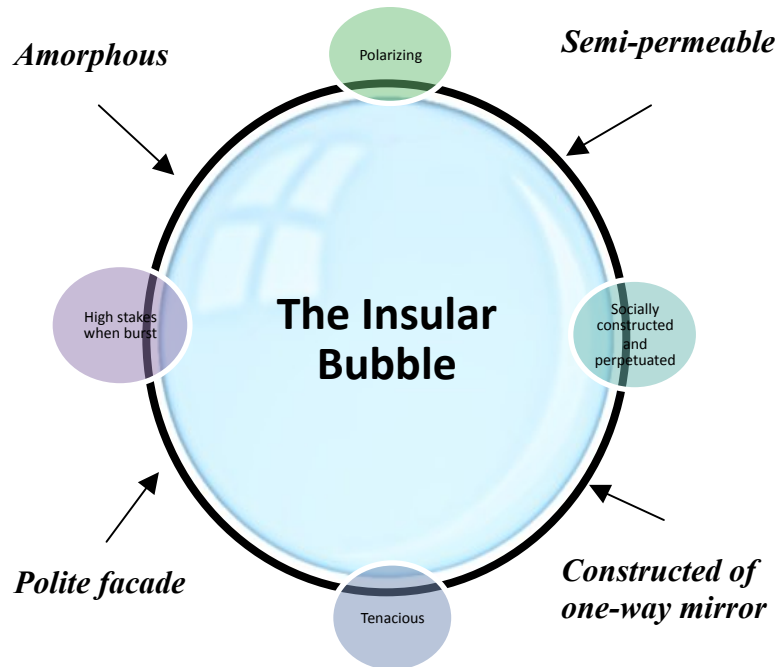 Amorphous
Polarizing
Semi-permeable
High stakes
when burst
The Insular
Bubble
Socially
constructed
and
perpetuated
Polite facade
Tenacious
Constructed of
one-way mirror